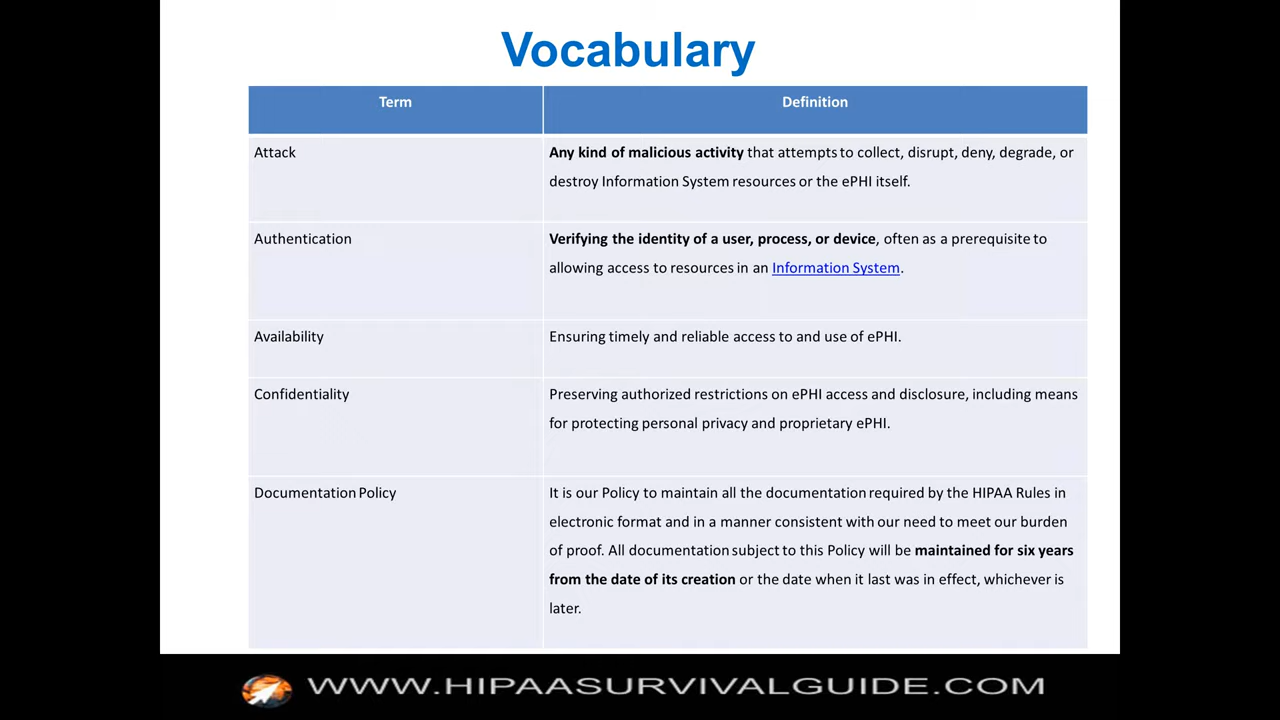 Vocabulary
Term
Definition
Attack
Any kind of malicious activity that attempts to collect, disrupt, deny, degrade, or
destroy Information System resources or the ePHI itself.
Authentication
Verifying the identity of a user, process, or device, often as a prerequisite to
allowing access to resources in an Information System.
Availability
Ensuring timely and reliable access to and use of ePHI.
Confidentiality
Preserving authorized restrictions on ePHI access and disclosure, including means
for protecting personal privacy and proprietary ePHI.
Documentation Policy
It is our Policy to maintain all the documentation required by the HIPAA Rules in
electronic format and in a manner consistent with our need to meet our burden
of proof. All documentation subject to this Policy will be maintained for six years
from the date of its creation or the date when it last was in effect, whichever is
later.
WWW.HIPAASURVIVALGUIDE.COM